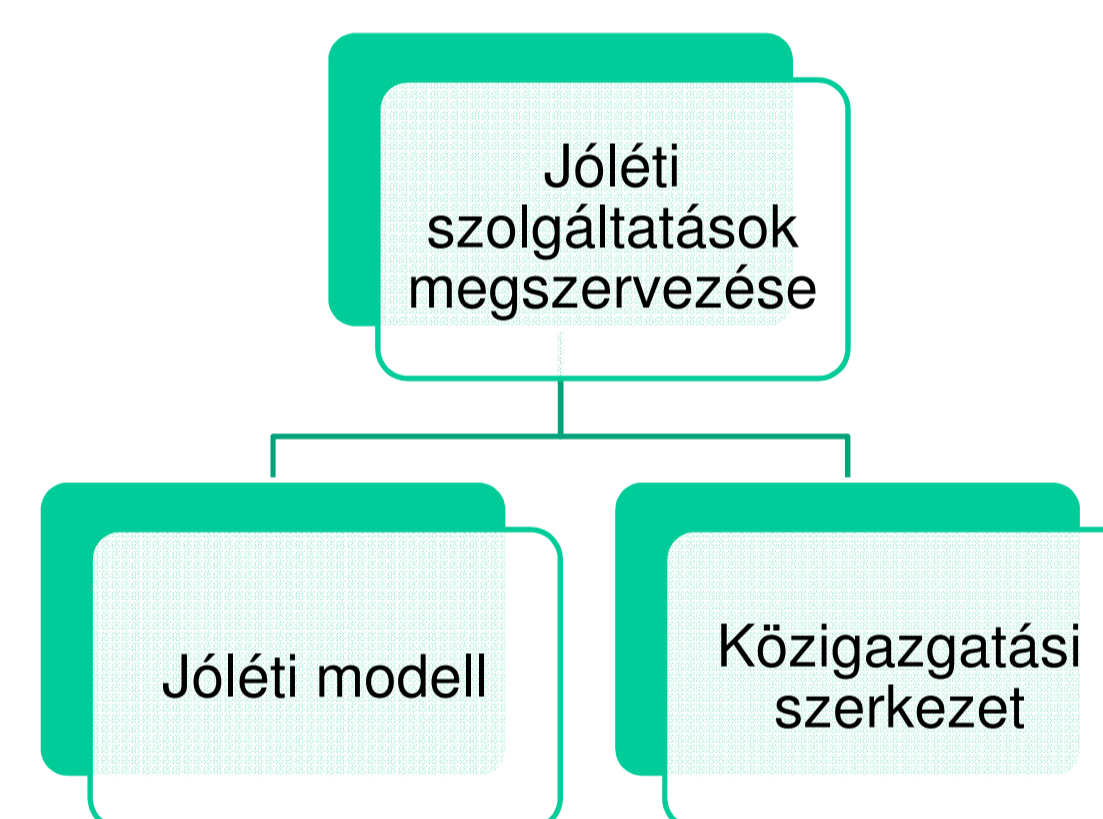 Jóléti
szolgáltatások
megszervezése
Jóléti modell
Közigazgatási
szerkezet